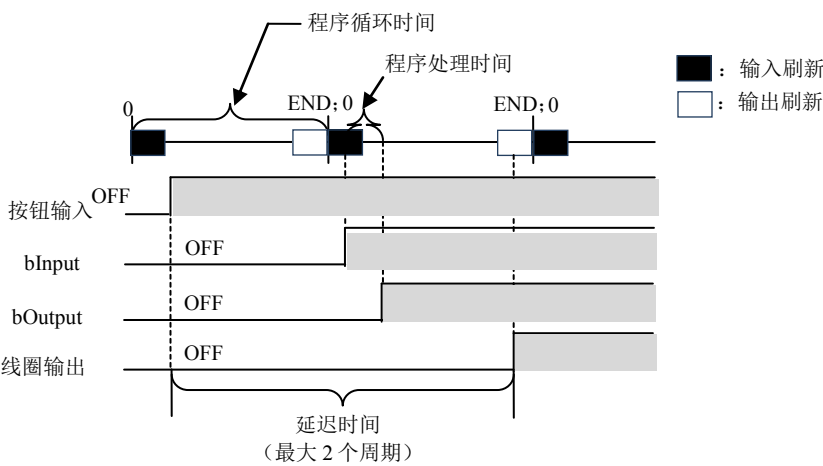 程序循环时间
程序处理时间
：输入刷新
：输出刷新
0
END；0
END；0
按钮输入
OFF
bInput
OFF
bOutput
OFF
线圈输出
OFF
延迟时间
（最大 2 个周期）